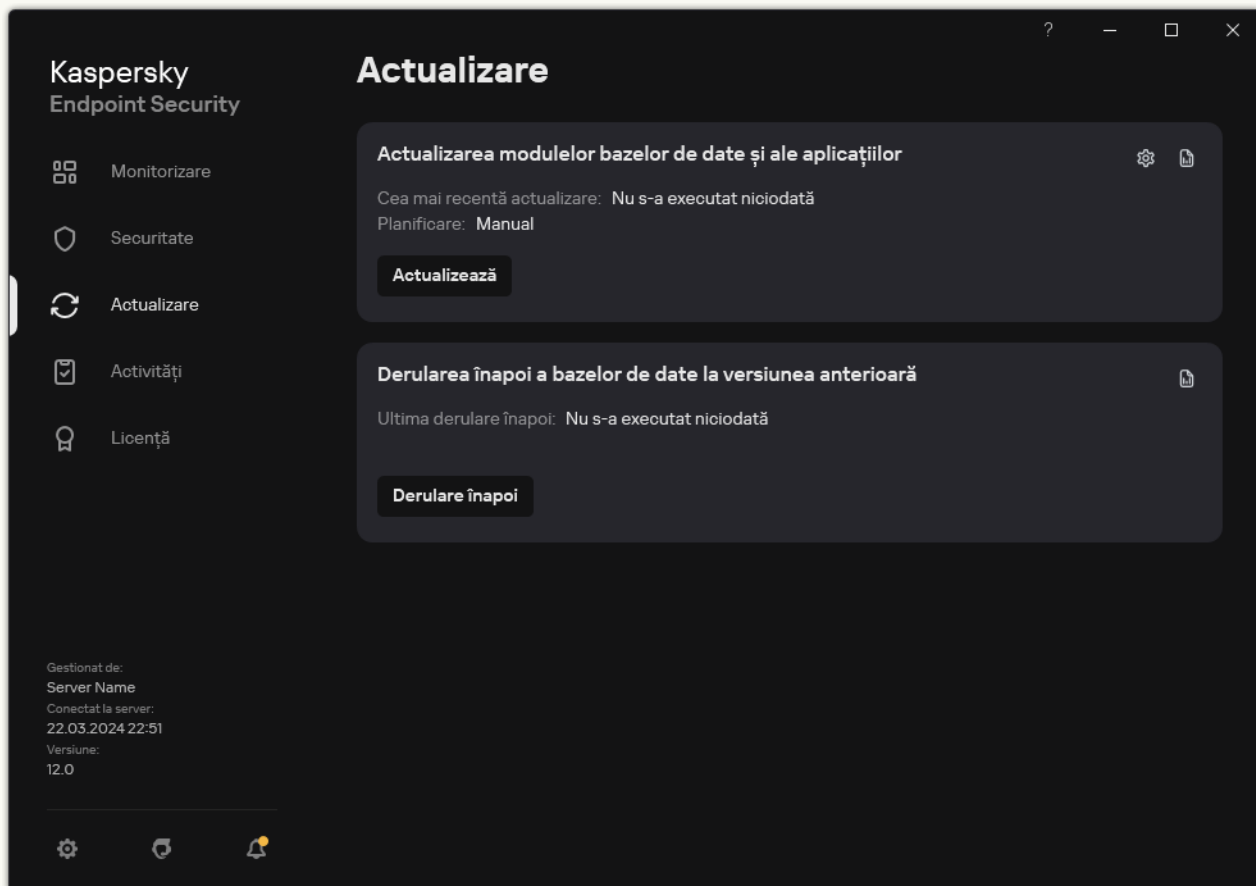 ?
Kaspersky
Endpoint Security
Monitorizare
Securitate
Actualizare
Activități
Licență
Gestionat de:
Server Name
Conectat la server:
22.03.2024 22:51
Versiune:
12.0
Actualizare
Actualizarea modulelor bazelor de date și ale aplicațiilor
Cea mai recentă actualizare: Nu s-a executat niciodată
Planificare: Manual
Actualizează
Derularea înapoi a bazelor de date la versiunea anterioară
Ultima derulare înapoi: Nu s-a executat niciodată
Derulare înapoi